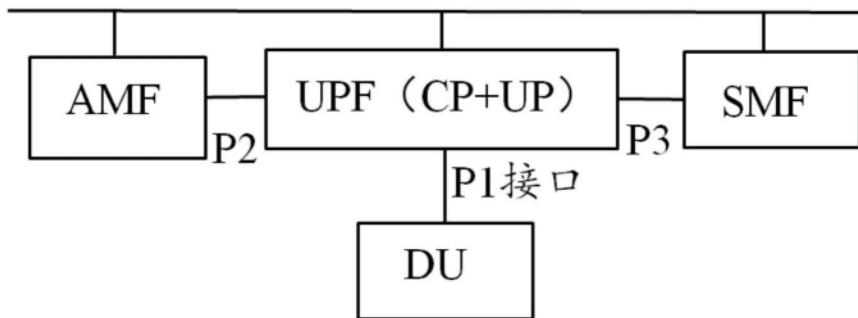 AMF
UPF（CP+UP）
SMF
P2
P3
P1接口
DU